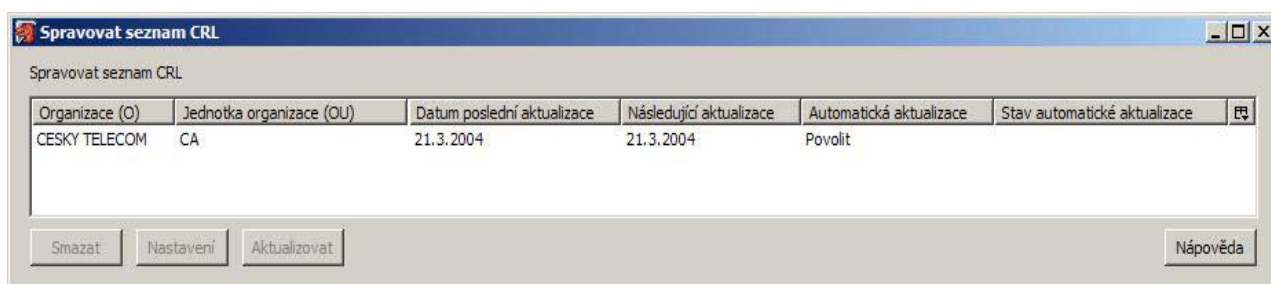 Spravovat seznam CRL
Spravovat seznam CRL
Organizace (O) Jednotka organizace (OU) Datum poslední aktualizace Následující aktualizace Automatická aktualizace Stav automatické aktualizace
CESKY TELECOM CA 21.3.2004 21.3.2004 Povolit
Smazat Nastavení Aktualizovat Nápověda